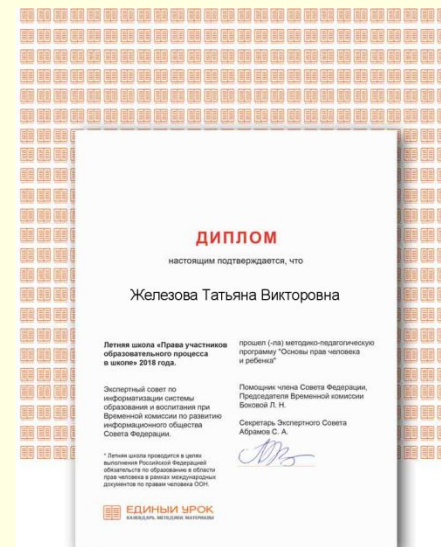 ДИПЛОМ
настоящим подтверждается, что
Железова Татьяна Викторовна
Летняя школа «Права участников
образовательного процесса
в школе» 2018 года.
Экспертный совет по
информатизации системы
образования и воспитания при
Временной комиссии по развитию
информационного общества
Совета Федерации.
* Летняя школа проводится в целях
выполнения Российской Федерацией
обязательств по образованию в области
прав человека в рамках международных
документов по правам человека ООН.
прошел (-ла) методико-педагогическую
программу "Основы прав человека
и ребенка"
Помощник члена Совета Федерации,
Председателя Временной комиссии
Боковой Л. Н.
Секретарь Экспертного Совета
Абрамов С. А.
ЕДИНЫЙ УРОК
КАЛЕНДАРЬ МЕТОДИКИ МАТЕРИАЛЫ